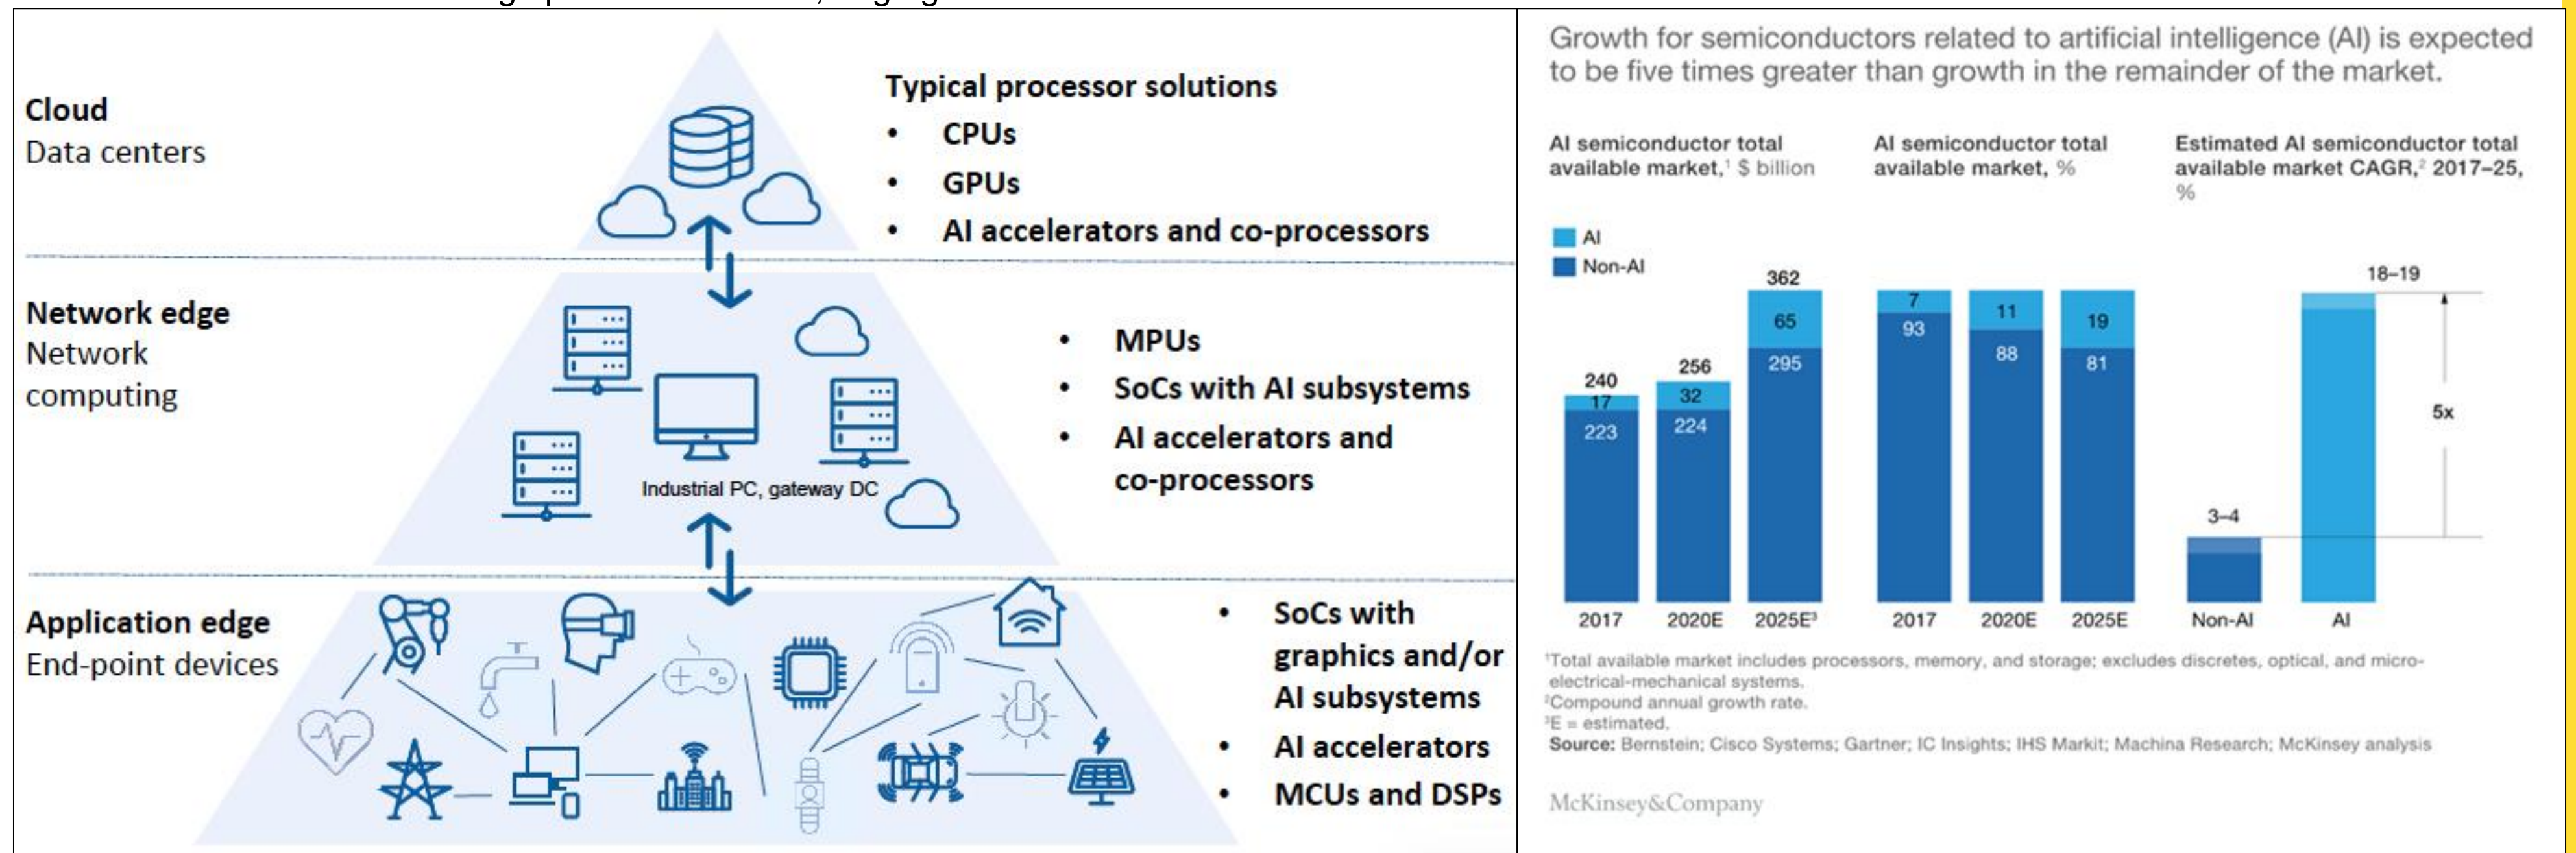 Cloud
Data centers
Typical processor solutions
• CPUs
• GPUs
• AI accelerators and co-processors
Network edge
Network
computing
Industrial PC, gateway DC
• MPUs
• SoCs with AI subsystems
• AI accelerators and
co-processors
Application edge
End-point devices
• SoCs with
graphics and/or
AI subsystems
• AI accelerators
• MCUs and DSPs
Growth for semiconductors related to artificial intelligence (AI) is expected
to be five times greater than growth in the remainder of the market.
AI semiconductor total
available market,¹ $ billion
AI
Non-AI
240
17
223
256
32
224
362
65
295
2017 2020E 2025E³
AI semiconductor total
available market, %
7
93
11
88
19
81
2017 2020E 2025E
Estimated AI semiconductor total
available market CAGR,² 2017–25,
%
18–19
5x
3–4
Non-AI AI
¹Total available market includes processors, memory, and storage; excludes discretes, optical, and micro-
electrical-mechanical systems.
²Compound annual growth rate.
³E = estimated.
Source: Bernstein; Cisco Systems; Gartner; IC Insights; IHS Markit; Machina Research; McKinsey analysis
McKinsey&Company